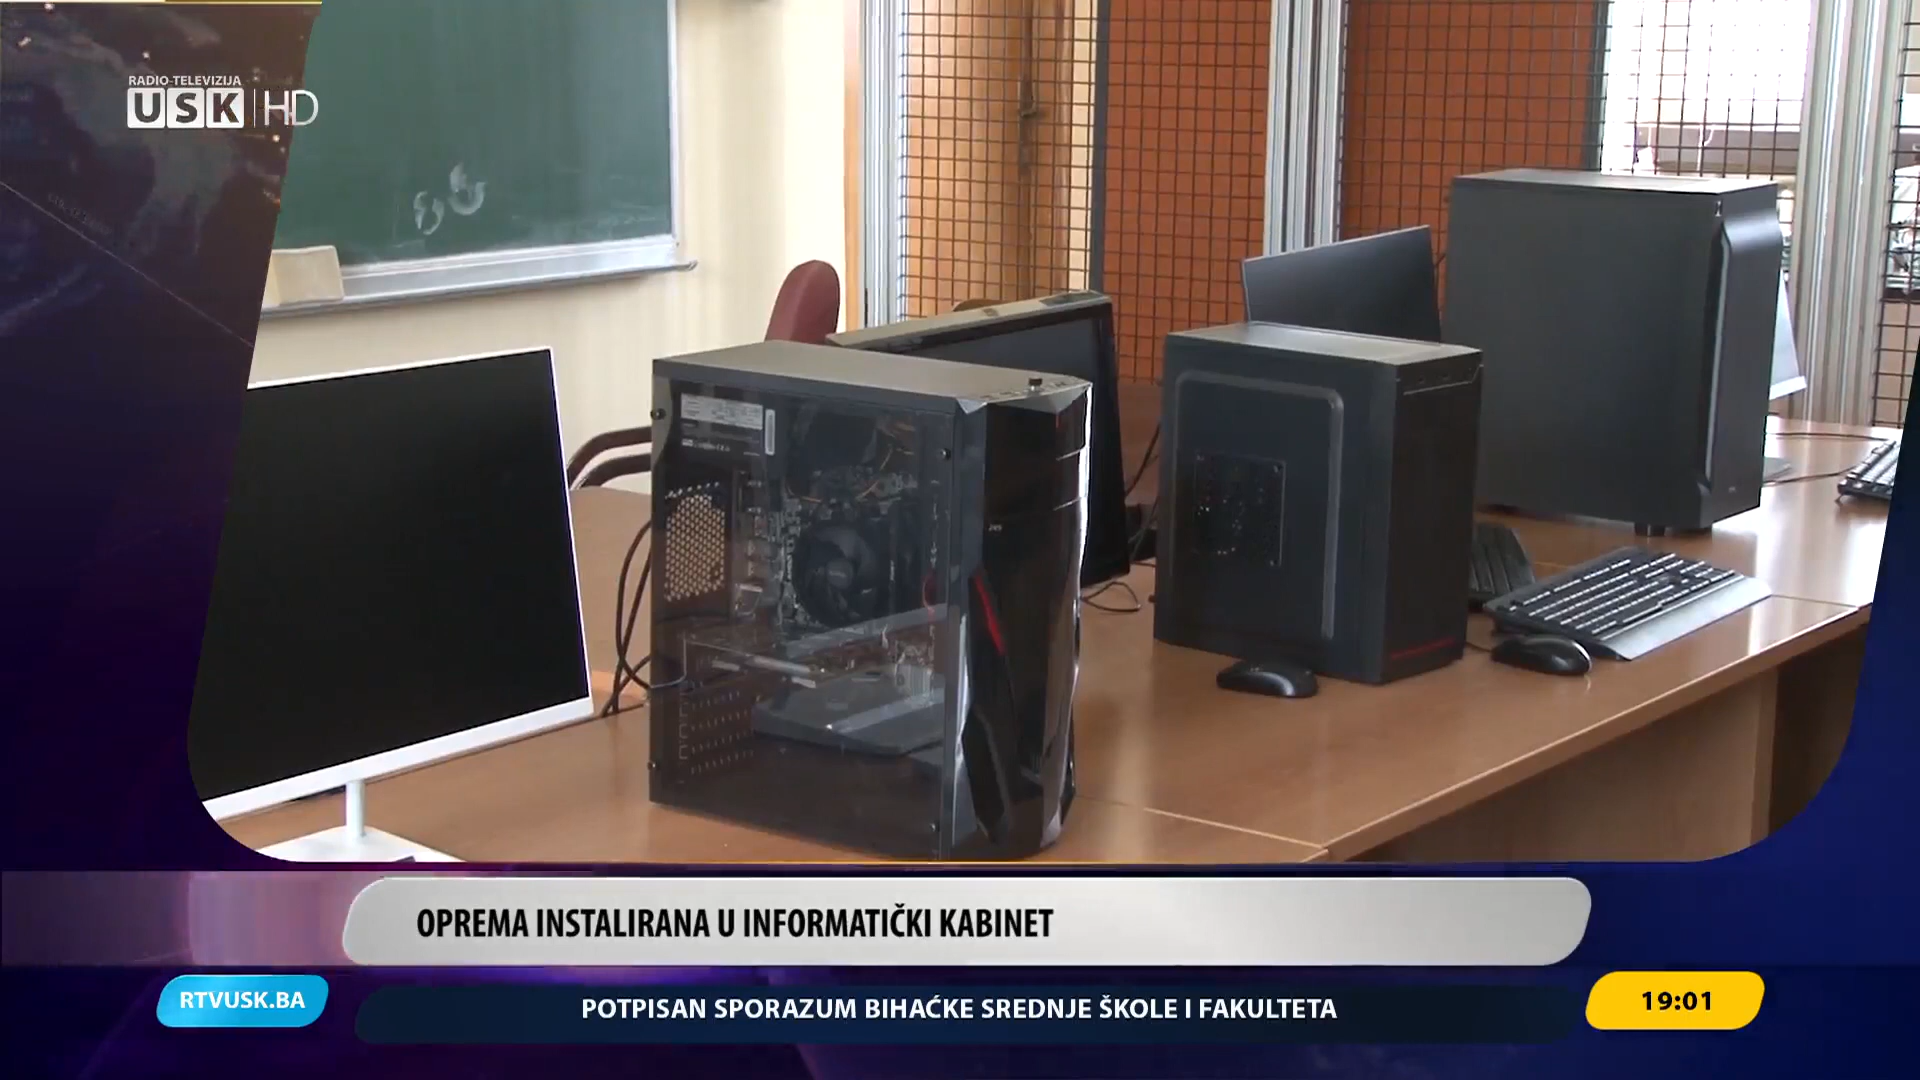 RADIO-TELEVIZIJA
USK HD
OPREMA INSTALIRANA U INFORMATIČKI KABINET
RTVUSK.BA
POTPISAN SPORAZUM BIHAĆKE SREDNJE ŠKOLE I FAKULTETA
19:01